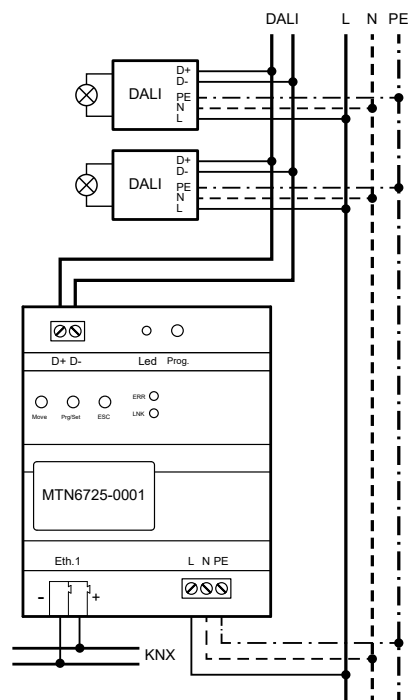 DALI L N PE
D+
D-
DALI
PE
N
L
D+
D-
DALI
PE
N
L
D+ D- Led Prog.
ERR
LNK
Move Prg/Set ESC
MTN6725-0001
Eth.1 L N PE
- +
KNX